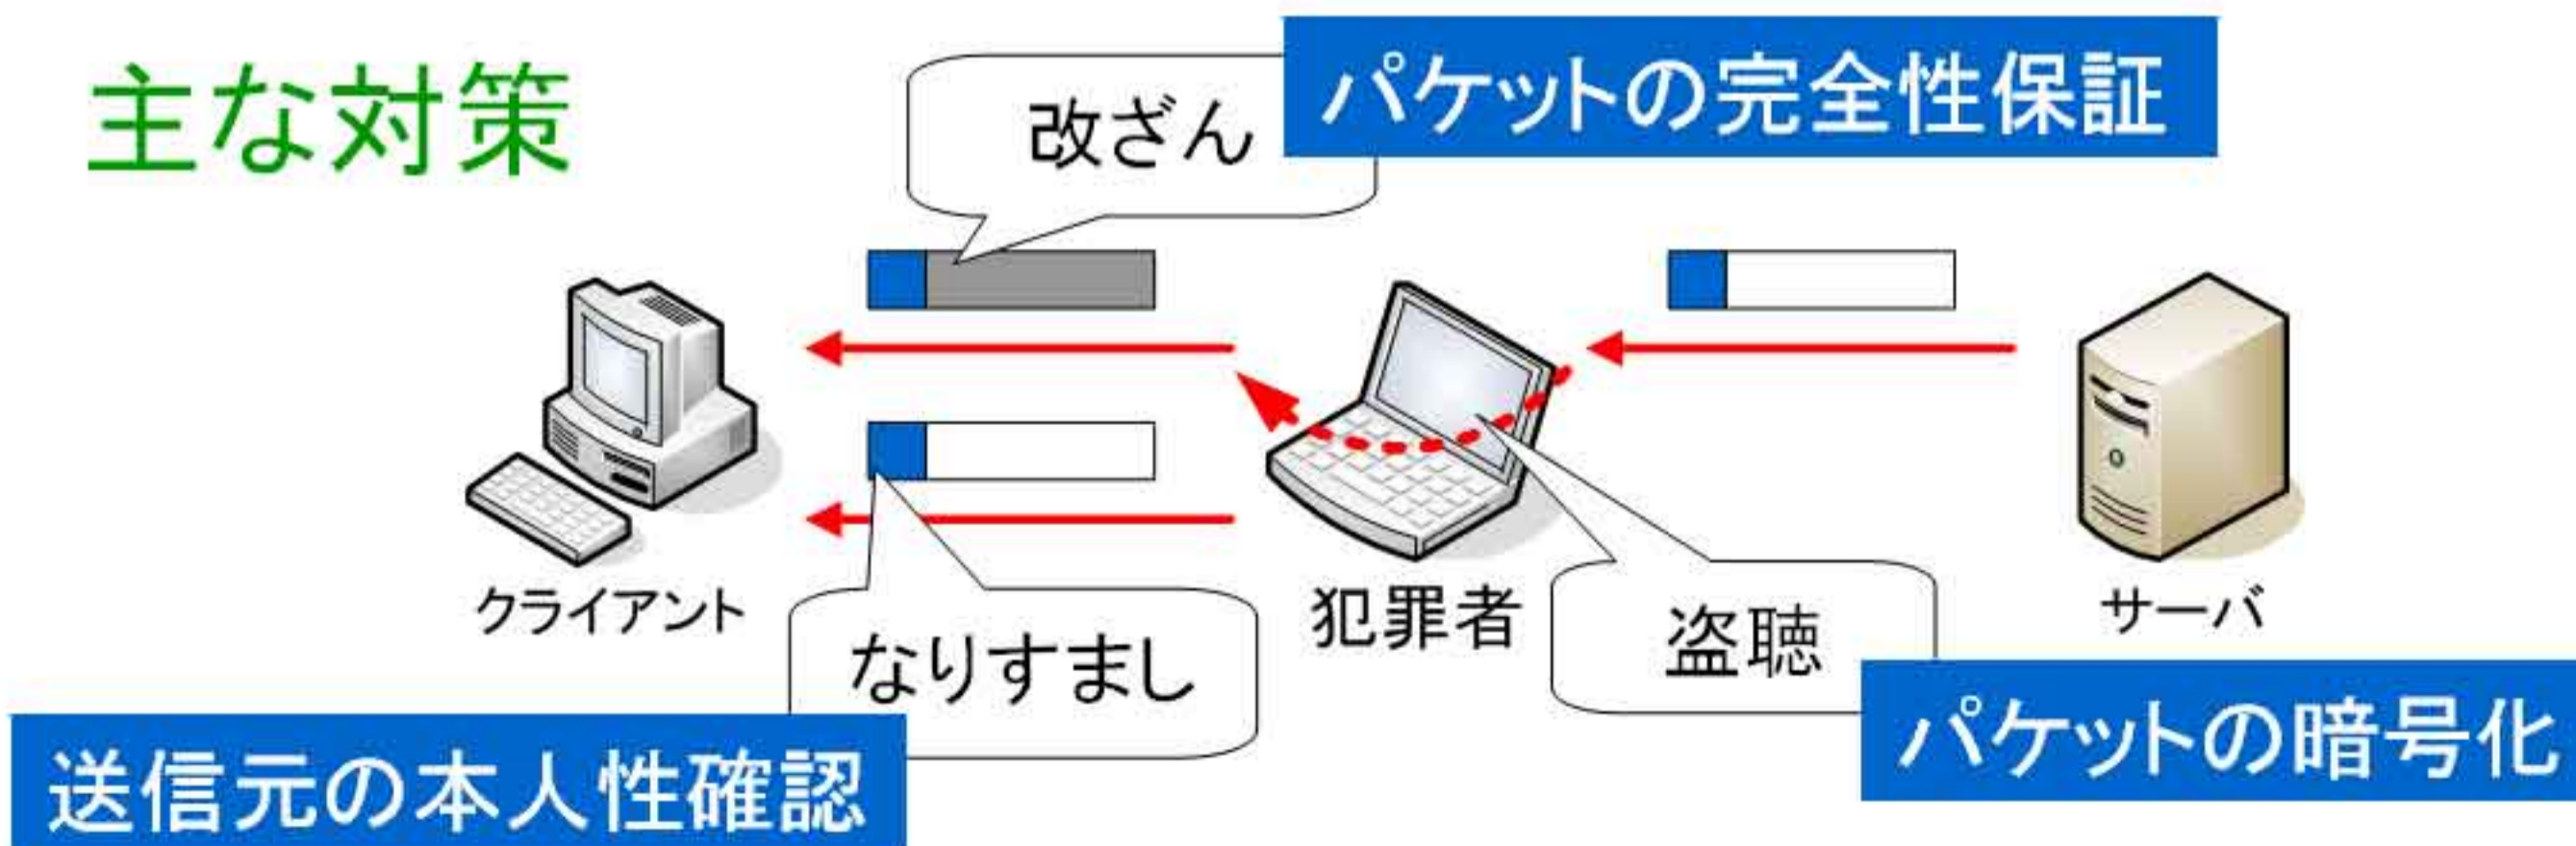 主な対策
改ざん
パケットの完全性保証
クライアント
なりすまし
犯罪者
盗聴
サーバ
送信元の本人性確認
パケットの暗号化